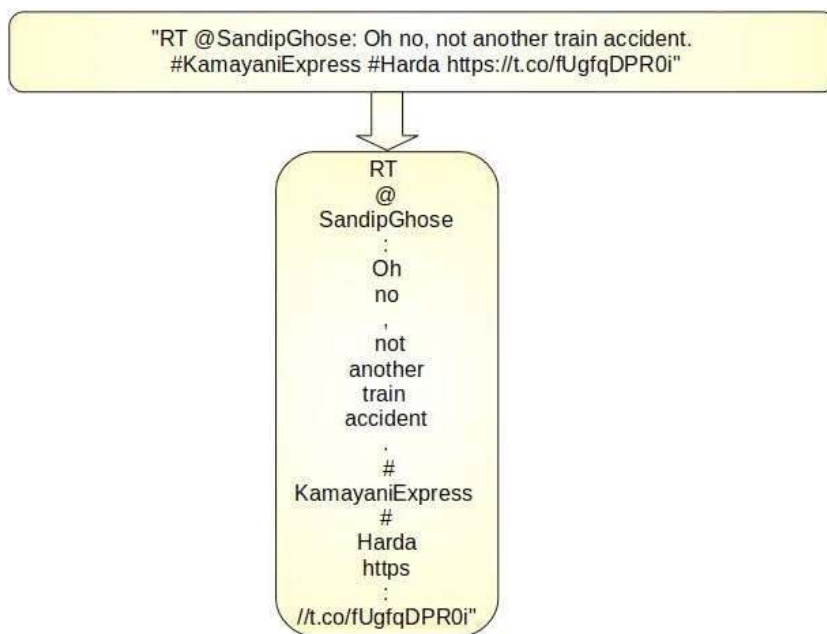 "RT @SandipGhose: Oh no, not another train accident.
#KamayaniExpress #Harda https://t.co/fUgfqDPR0i"
RT
@
SandipGhose
:
Oh
no
,
not
another
train
accident
.
#
KamayaniExpress
#
Harda
https
:
//t.co/fUgfqDPR0i"